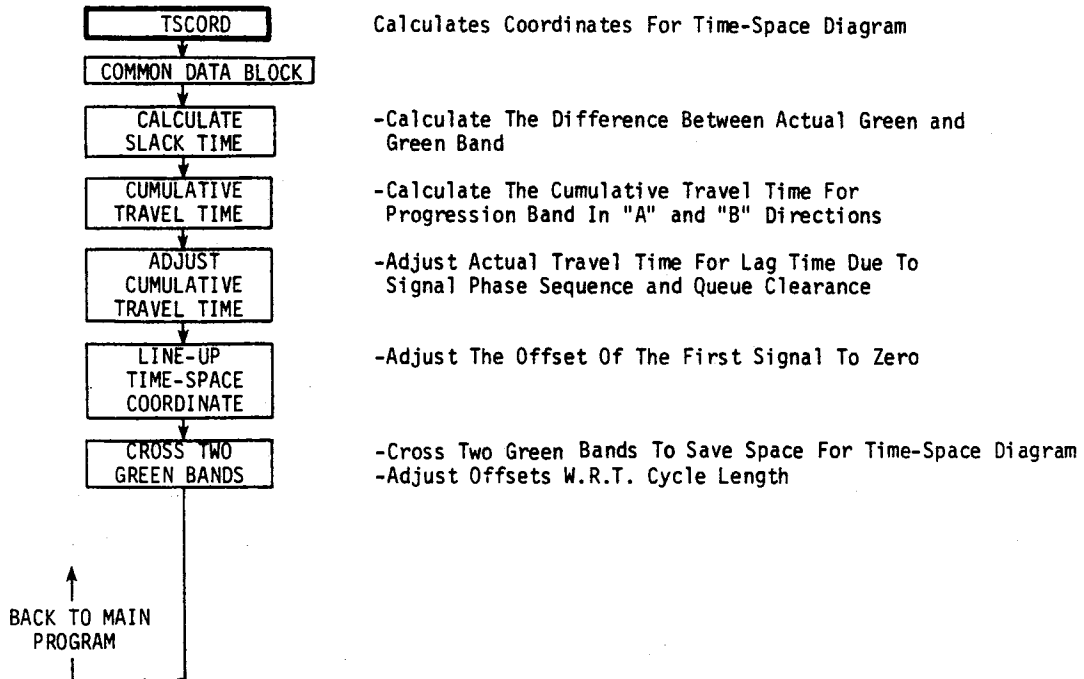 TSCORD Calculates Coordinates For Time-Space Diagram
COMMON DATA BLOCK
CALCULATE -Calculate The Difference Between Actual Green and
SLACK TIME Green Band
CUMULATIVE -Calculate The Cumulative Travel Time For
TRAVEL TIME Progression Band In "A" and "B" Directions
ADJUST -Adjust Actual Travel Time For Lag Time Due To
CUMULATIVE Signal Phase Sequence and Queue Clearance
TRAVEL TIME
LINE-UP -Adjust The Offset Of The First Signal To Zero
TIME-SPACE
COORDINATE
CROSS TWO -Cross Two Green Bands To Save Space For Time-Space Diagram
GREEN BANDS -Adjust Offsets W.R.T. Cycle Length
BACK TO MAIN
PROGRAM